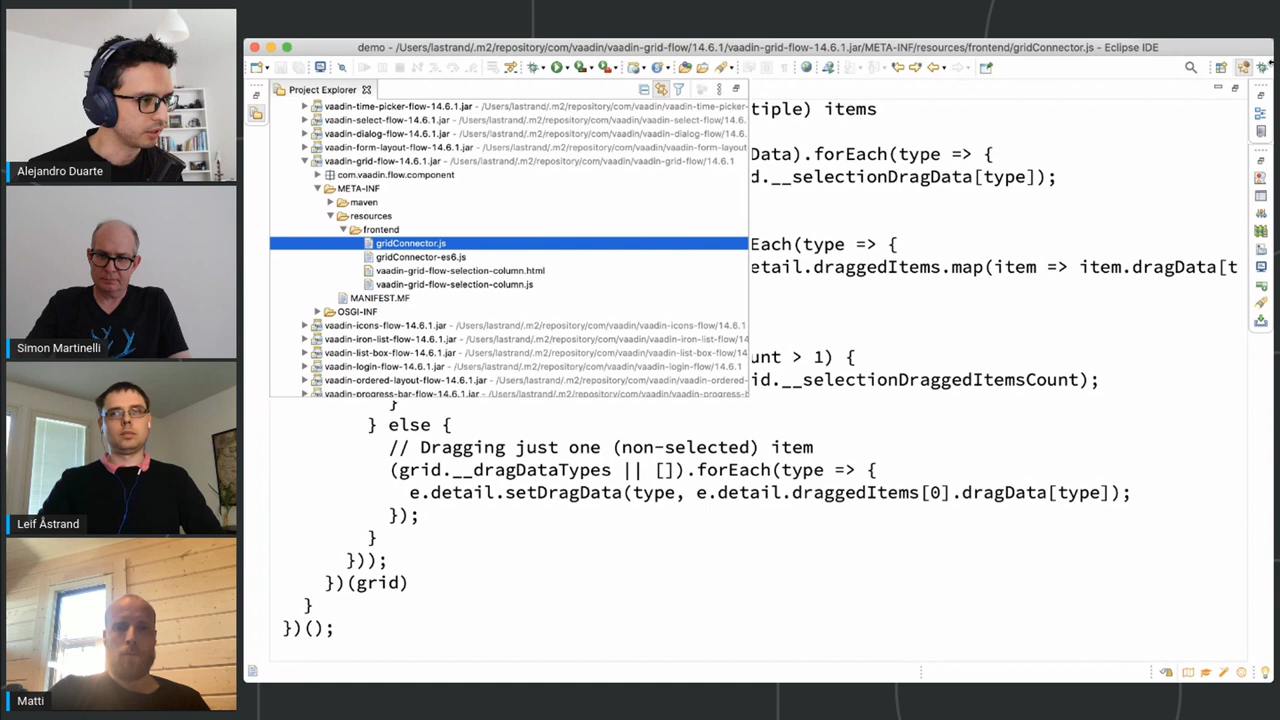 Alejandro Duarte
Simon Martinelli
Leif Åstrand
Matti
demo - /Users/lastrand/.m2/repository/com/vaadin/vaadin-grid-flow/14.6.1/vaadin-grid-flow-14.6.1.jar/META-INF/resources/frontend/gridConnector.js - Eclipse IDE
Project Explorer
vaadin-time-picker-flow-14.6.1.jar - /Users/lastrand/.m2/repository/com/vaadin/vaadin-time-picker-
vaadin-select-flow-14.6.1.jar - /Users/lastrand/.m2/repository/com/vaadin/vaadin-select-flow/
vaadin-dialog-flow-14.6.1.jar - /Users/lastrand/.m2/repository/com/vaadin/vaadin-dialog-flow/
vaadin-form-layout-flow-14.6.1.jar - /Users/lastrand/.m2/repository/com/vaadin/vaadin-form-layout
vaadin-grid-flow-14.6.1.jar - /Users/lastrand/.m2/repository/com/vaadin/vaadin-grid-flow/14.6.1
com.vaadin.flow.component
META-INF
maven
resources
frontend
gridConnector.js
gridConnector-es6.js
vaadin-grid-flow-selection-column.html
vaadin-grid-flow-selection-column.js
MANIFEST.MF
OSGI-INF
vaadin-icons-flow-14.6.1.jar - /Users/lastrand/.m2/repository/com/vaadin/vaadin-icons-flow/14.6.1
vaadin-iron-list-flow-14.6.1.jar - /Users/lastrand/.m2/repository/com/vaadin/vaadin-iron-list-flow/
vaadin-list-box-flow-14.6.1.jar - /Users/lastrand/.m2/repository/com/vaadin/vaadin-list-box-flow/14
vaadin-login-flow-14.6.1.jar - /Users/lastrand/.m2/repository/com/vaadin/vaadin-login-flow/14.6.1
vaadin-ordered-layout-flow-14.6.1.jar - /Users/lastrand/.m2/repository/com/vaadin/vaadin-ordered-
vaadin-progress-bar-flow-14.6.1.jar - /Users/lastrand/.m2/repository/com/vaadin/vaadin-progress-b
tiple) items
Data).forEach(type => {
d.__selectionDragData[type]);
Each(type => {
etail.draggedItems.map(item => item.dragData[t
unt > 1) {
id.__selectionDraggedItemsCount);
}
} else {
// Dragging just one (non-selected) item
(grid.__dragDataTypes || []).forEach(type => {
e.detail.setDragData(type, e.detail.draggedItems[0].dragData[type]);
});
}
}));
})(grid)
}
})();